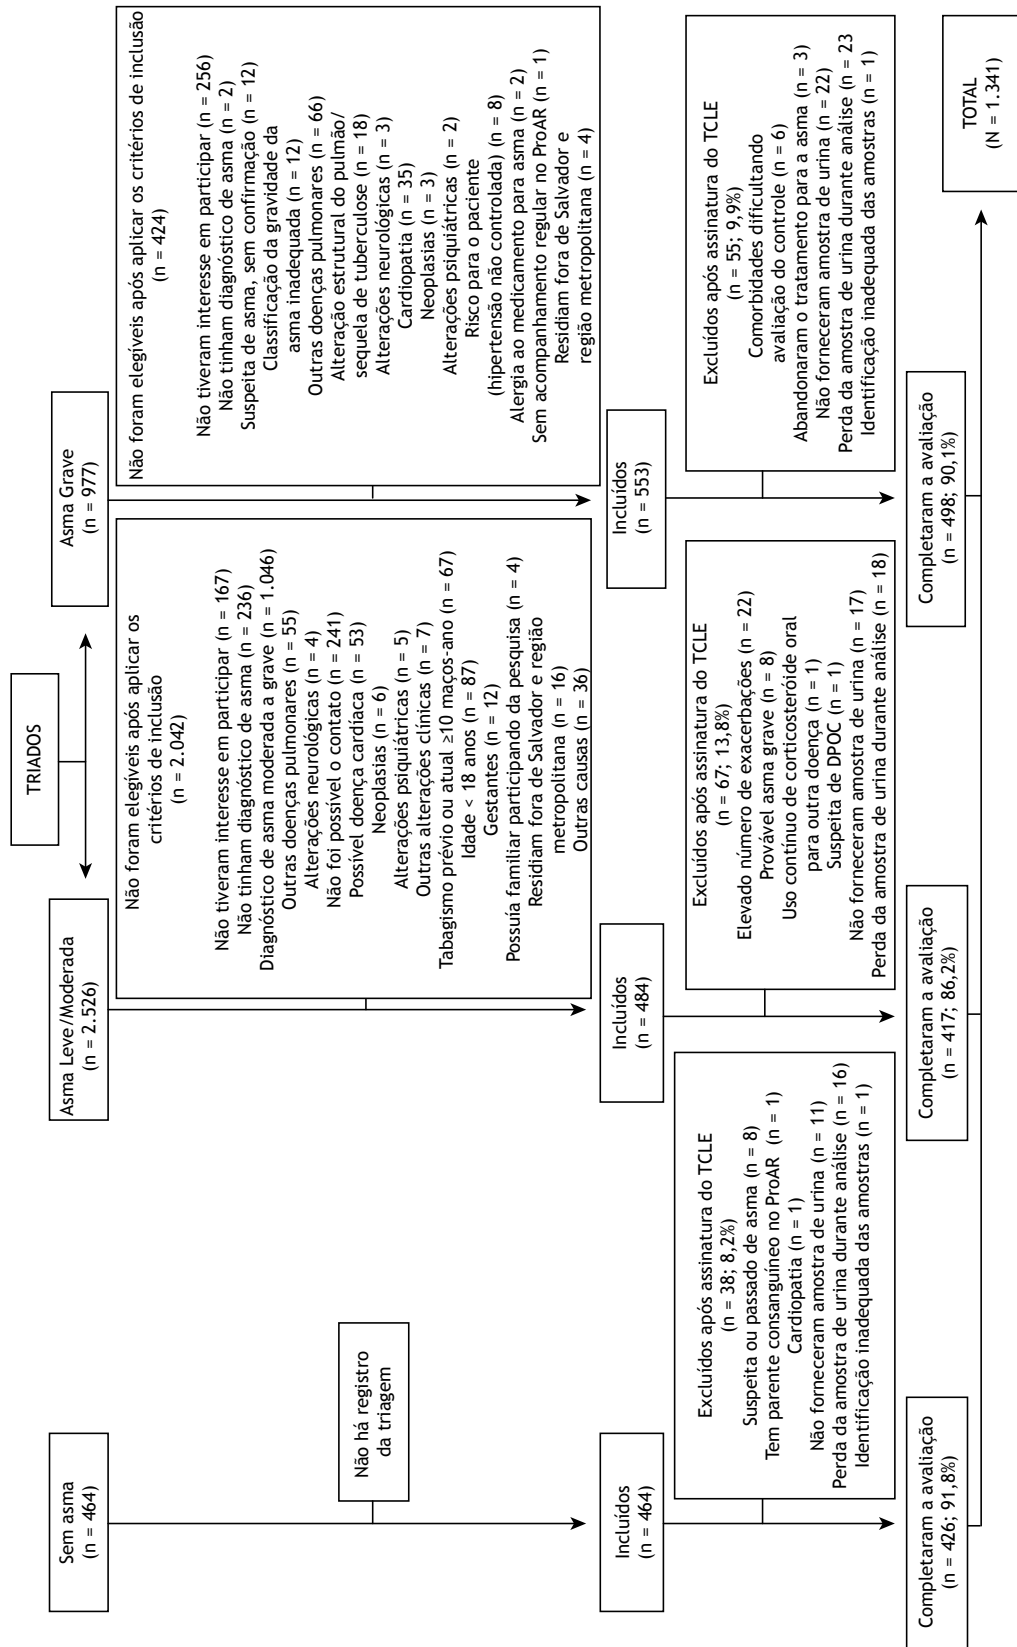 TRIADOS
Sem asma
(n = 464)
Asma Leve/Moderada
(n = 2.526)
Asma Grave
(n = 977)
Não há registro
da triagem
Não foram elegíveis após aplicar os
critérios de inclusão
(n = 2.042)
Não tiveram interesse em participar (n = 167)
Não tinham diagnóstico de asma (n = 236)
Diagnóstico de asma moderada a grave (n = 1.046)
Outras doenças pulmonares (n = 55)
Alterações neurológicas (n = 4)
Não foi possível o contato (n = 241)
Possível doença cardíaca (n = 53)
Neoplasias (n = 6)
Alterações psiquiátricas (n = 5)
Outras alterações clínicas (n = 7)
Tabagismo prévio ou atual ≥10 maços-ano (n = 67)
Idade < 18 anos (n = 87)
Gestantes (n = 12)
Possuía familiar participando da pesquisa (n = 4)
Residiam fora de Salvador e região
metropolitana (n = 16)
Outras causas (n = 36)
Não foram elegíveis após aplicar os critérios de inclusão
(n = 424)
Não tiveram interesse em participar (n = 256)
Não tinham diagnóstico de asma (n = 2)
Suspeita de asma, sem confirmação (n = 12)
Classificação da gravidade da
asma inadequada (n = 12)
Outras doenças pulmonares (n = 66)
Alteração estrutural do pulmão/
sequela de tuberculose (n = 18)
Alterações neurológicas (n = 3)
Cardiopatia (n = 35)
Neoplasias (n = 3)
Alterações psiquiátricas (n = 2)
Risco para o paciente
(hipertensão não controlada) (n = 8)
Alergia ao medicamento para asma (n = 2)
Sem acompanhamento regular no ProAR (n = 1)
Residiam fora de Salvador e
região metropolitana (n = 4)
Incluídos
(n = 464)
Incluídos
(n = 484)
Incluídos
(n = 553)
Excluídos após assinatura do TCLE
(n = 38; 8,2%)
Suspeita ou passado de asma (n = 8)
Tem parente consanguíneo no ProAR (n = 1)
Cardiopatia (n = 1)
Não forneceram amostra de urina (n = 11)
Perda da amostra de urina durante análise (n = 16)
Identificação inadequada das amostras (n = 1)
Excluídos após assinatura do TCLE
(n = 67; 13,8%)
Elevado número de exacerbações (n = 22)
Provável asma grave (n = 8)
Uso contínuo de corticosteróide oral
para outra doença (n = 1)
Suspeita de DPOC (n = 1)
Não forneceram amostra de urina (n = 17)
Perda da amostra de urina durante análise (n = 18)
Excluídos após assinatura do TCLE
(n = 55; 9,9%)
Comorbidades dificultando
avaliação do controle (n = 6)
Abandonaram o tratamento para a asma (n = 3)
Não forneceram amostra de urina (n = 22)
Perda da amostra de urina durante análise (n = 23
Identificação inadequada das amostras (n = 1)
Completaram a avaliação
(n = 426; 91,8%)
Completaram a avaliação
(n = 417; 86,2%)
Completaram a avaliação
(n = 498; 90,1%)
TOTAL
(N = 1.341)